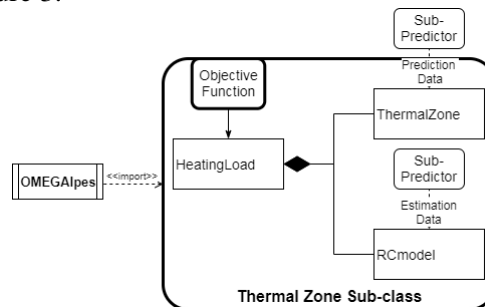 Sub-
Predictor
Objective
Function
Prediction
Data
ThermalZone
HeatingLoad
Sub-
Predictor
OMEGAlpes
<<import>>
Estimation
Data
RCmodel
Thermal Zone Sub-class